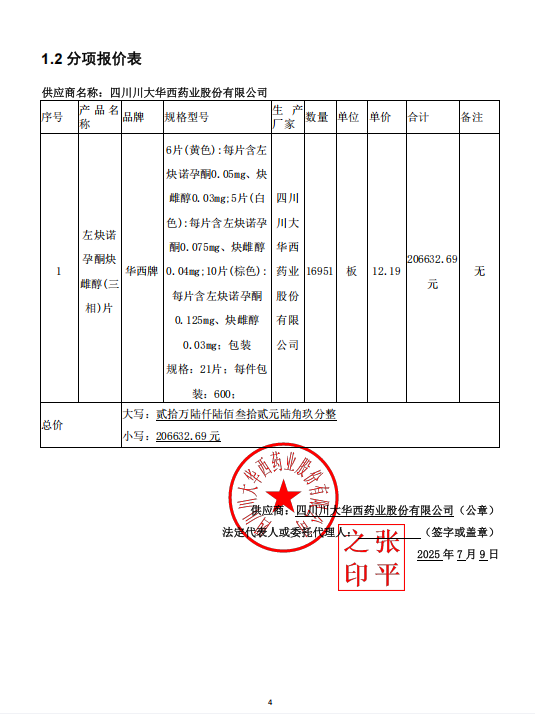 1.2 分项报价表
供应商名称：四川川大华西药业股份有限公司
序号 产品名称 品牌 规格型号 生产厂家 数量 单位 单价 合计 备注
1 左炔诺孕酮炔雌醇(三相)片 华西牌 6片(黄色):每片含左炔诺孕酮0.05mg、炔雌醇0.03mg;5片(白色):每片含左炔诺孕酮0.075mg、炔雌醇0.04mg;10片(棕色):每片含左炔诺孕酮0.125mg、炔雌醇0.03mg；包装规格：21片；每件包装：600； 四川川大华西药业股份有限公司 16951 板 12.19 206632.69元 无
总价 大写：贰拾万陆仟陆佰叁拾贰元陆角玖分整
小写：206632.69 元
四川川大华西药业股份有限公司
供应商：四川川大华西药业股份有限公司（公章）
法定代表人或委托代理人：（签字或盖章）
张平之印
2025 年 7 月 9 日
4